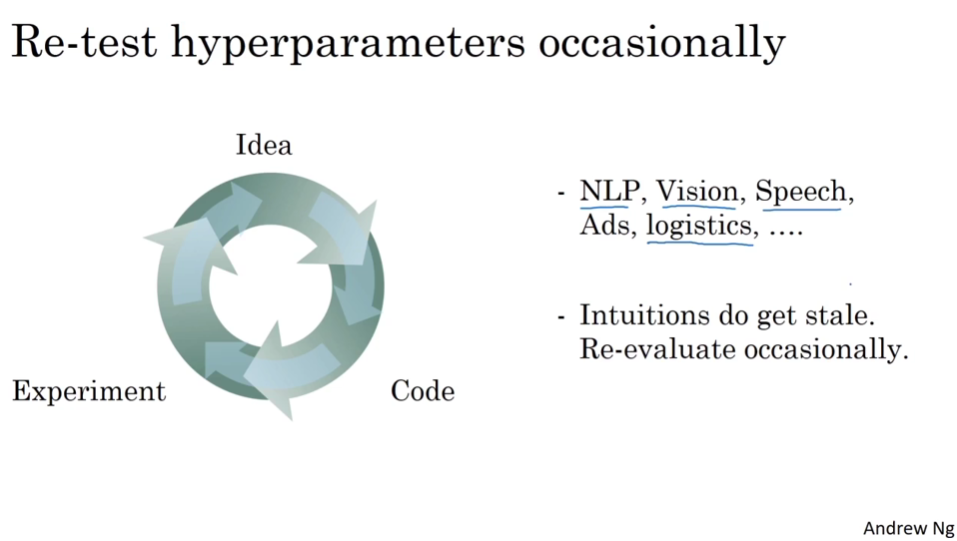 Re-test hyperparameters occasionally
Idea
- NLP, Vision, Speech,
Ads, logistics, ....
- Intuitions do get stale.
Re-evaluate occasionally.
Experiment
Code
Andrew Ng